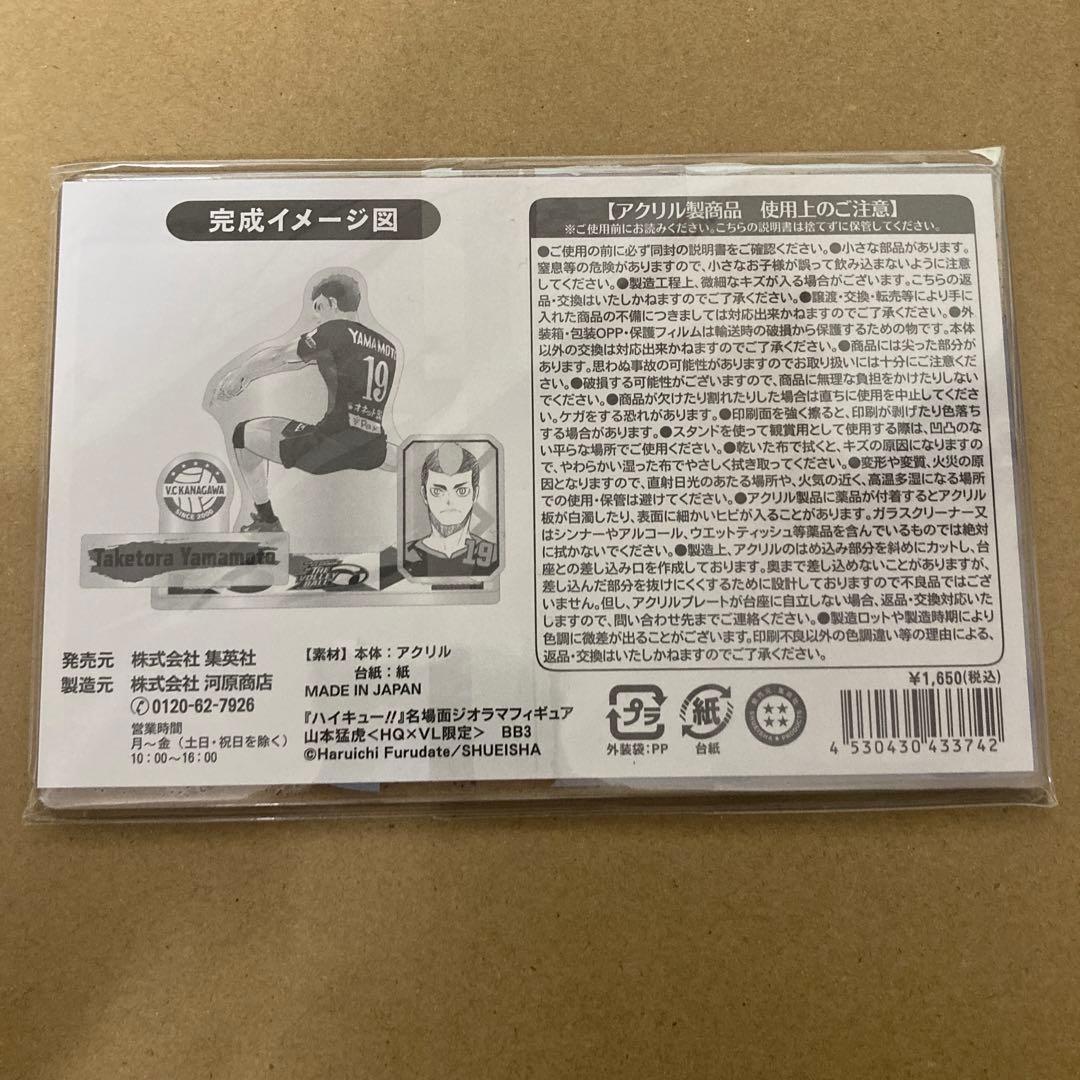 完成イメージ図
YAMAMOTO
19
V.C.KANAGAWA
SINCE 2006
Taketora Yamamoto
THE
VOLLEY
BALL
19
発売元 株式会社 集英社
製造元 株式会社 河原商店
0120-62-7926
営業時間
月～金（土日・祝日を除く）
10：00～16：00
【素材】本体：アクリル
台紙：紙
MADE IN JAPAN
『ハイキュー!!』名場面ジオラマフィギュア
山本猛虎＜HQ×VL限定＞ BB3
©Haruichi Furudate/SHUEISHA
【アクリル製商品 使用上のご注意】
※ご使用前にお読みください。こちらの説明書は捨てずに保管してください。
●ご使用の前に必ず同封の説明書をご確認ください。●小さな部品があります。
窒息等の危険がありますので、小さなお子様が誤って飲み込まないように注意
してください。●製造工程上、微細なキズが入る場合がございます。こちらの返
品・交換はいたしかねますのでご了承ください。●譲渡・交換・転売等により手に
入れた商品の不備につきましては対応出来かねますのでご了承ください。●外
装箱・包装OPP・保護フィルムは輸送時の破損から保護するための物です。本体
以外の交換は対応出来かねますのでご了承ください。●商品には尖った部分が
あります。思わぬ事故の可能性がありますのでお取り扱いには十分にご注意くだ
さい。●破損する可能性がございますので、商品に無理な負担をかけたりしない
でください。●商品が欠けたり割れたりした場合は直ちに使用を中止してくださ
い。ケガをする恐れがあります。●印刷面を強く擦ると、印刷が剥げたり色落ち
する場合があります。●スタンドを使って観賞用として使用する際は、凹凸のな
い平らな場所でご使用ください。●乾いた布で拭くと、キズの原因になりますの
で、やわらかい湿った布でやさしく拭き取ってください。●変形や変質、火災の原
因となりますので、直射日光のあたる場所や、火気の近く、高温多湿になる場所
での使用・保管は避けてください。●アクリル製品に薬品が付着するとアクリル
板が白濁したり、表面に細かいヒビが入ることがあります。ガラスクリーナー又
はシンナーやアルコール、ウエットティッシュ等薬品を含んでいるものでは絶対
に拭かないでください。●製造上、アクリルのはめ込み部分を斜めにカットし、台
座との差し込み口を作成しております。奥まで差し込めないことがありますが、
差し込んだ部分を抜けにくくするために設計しておりますので不良品ではござ
いません。但し、アクリルプレートが台座に自立しない場合、返品・交換対応いた
しますので、問い合わせ先までご連絡ください。●製造ロットや製造時期により
色調に微差が出ることがございます。印刷不良以外の色調違い等の理由による、
返品・交換はいたしかねますのでご了承ください。
¥1,650(税込)
プラ
外装袋：PP
紙
台紙
4 530430 433742